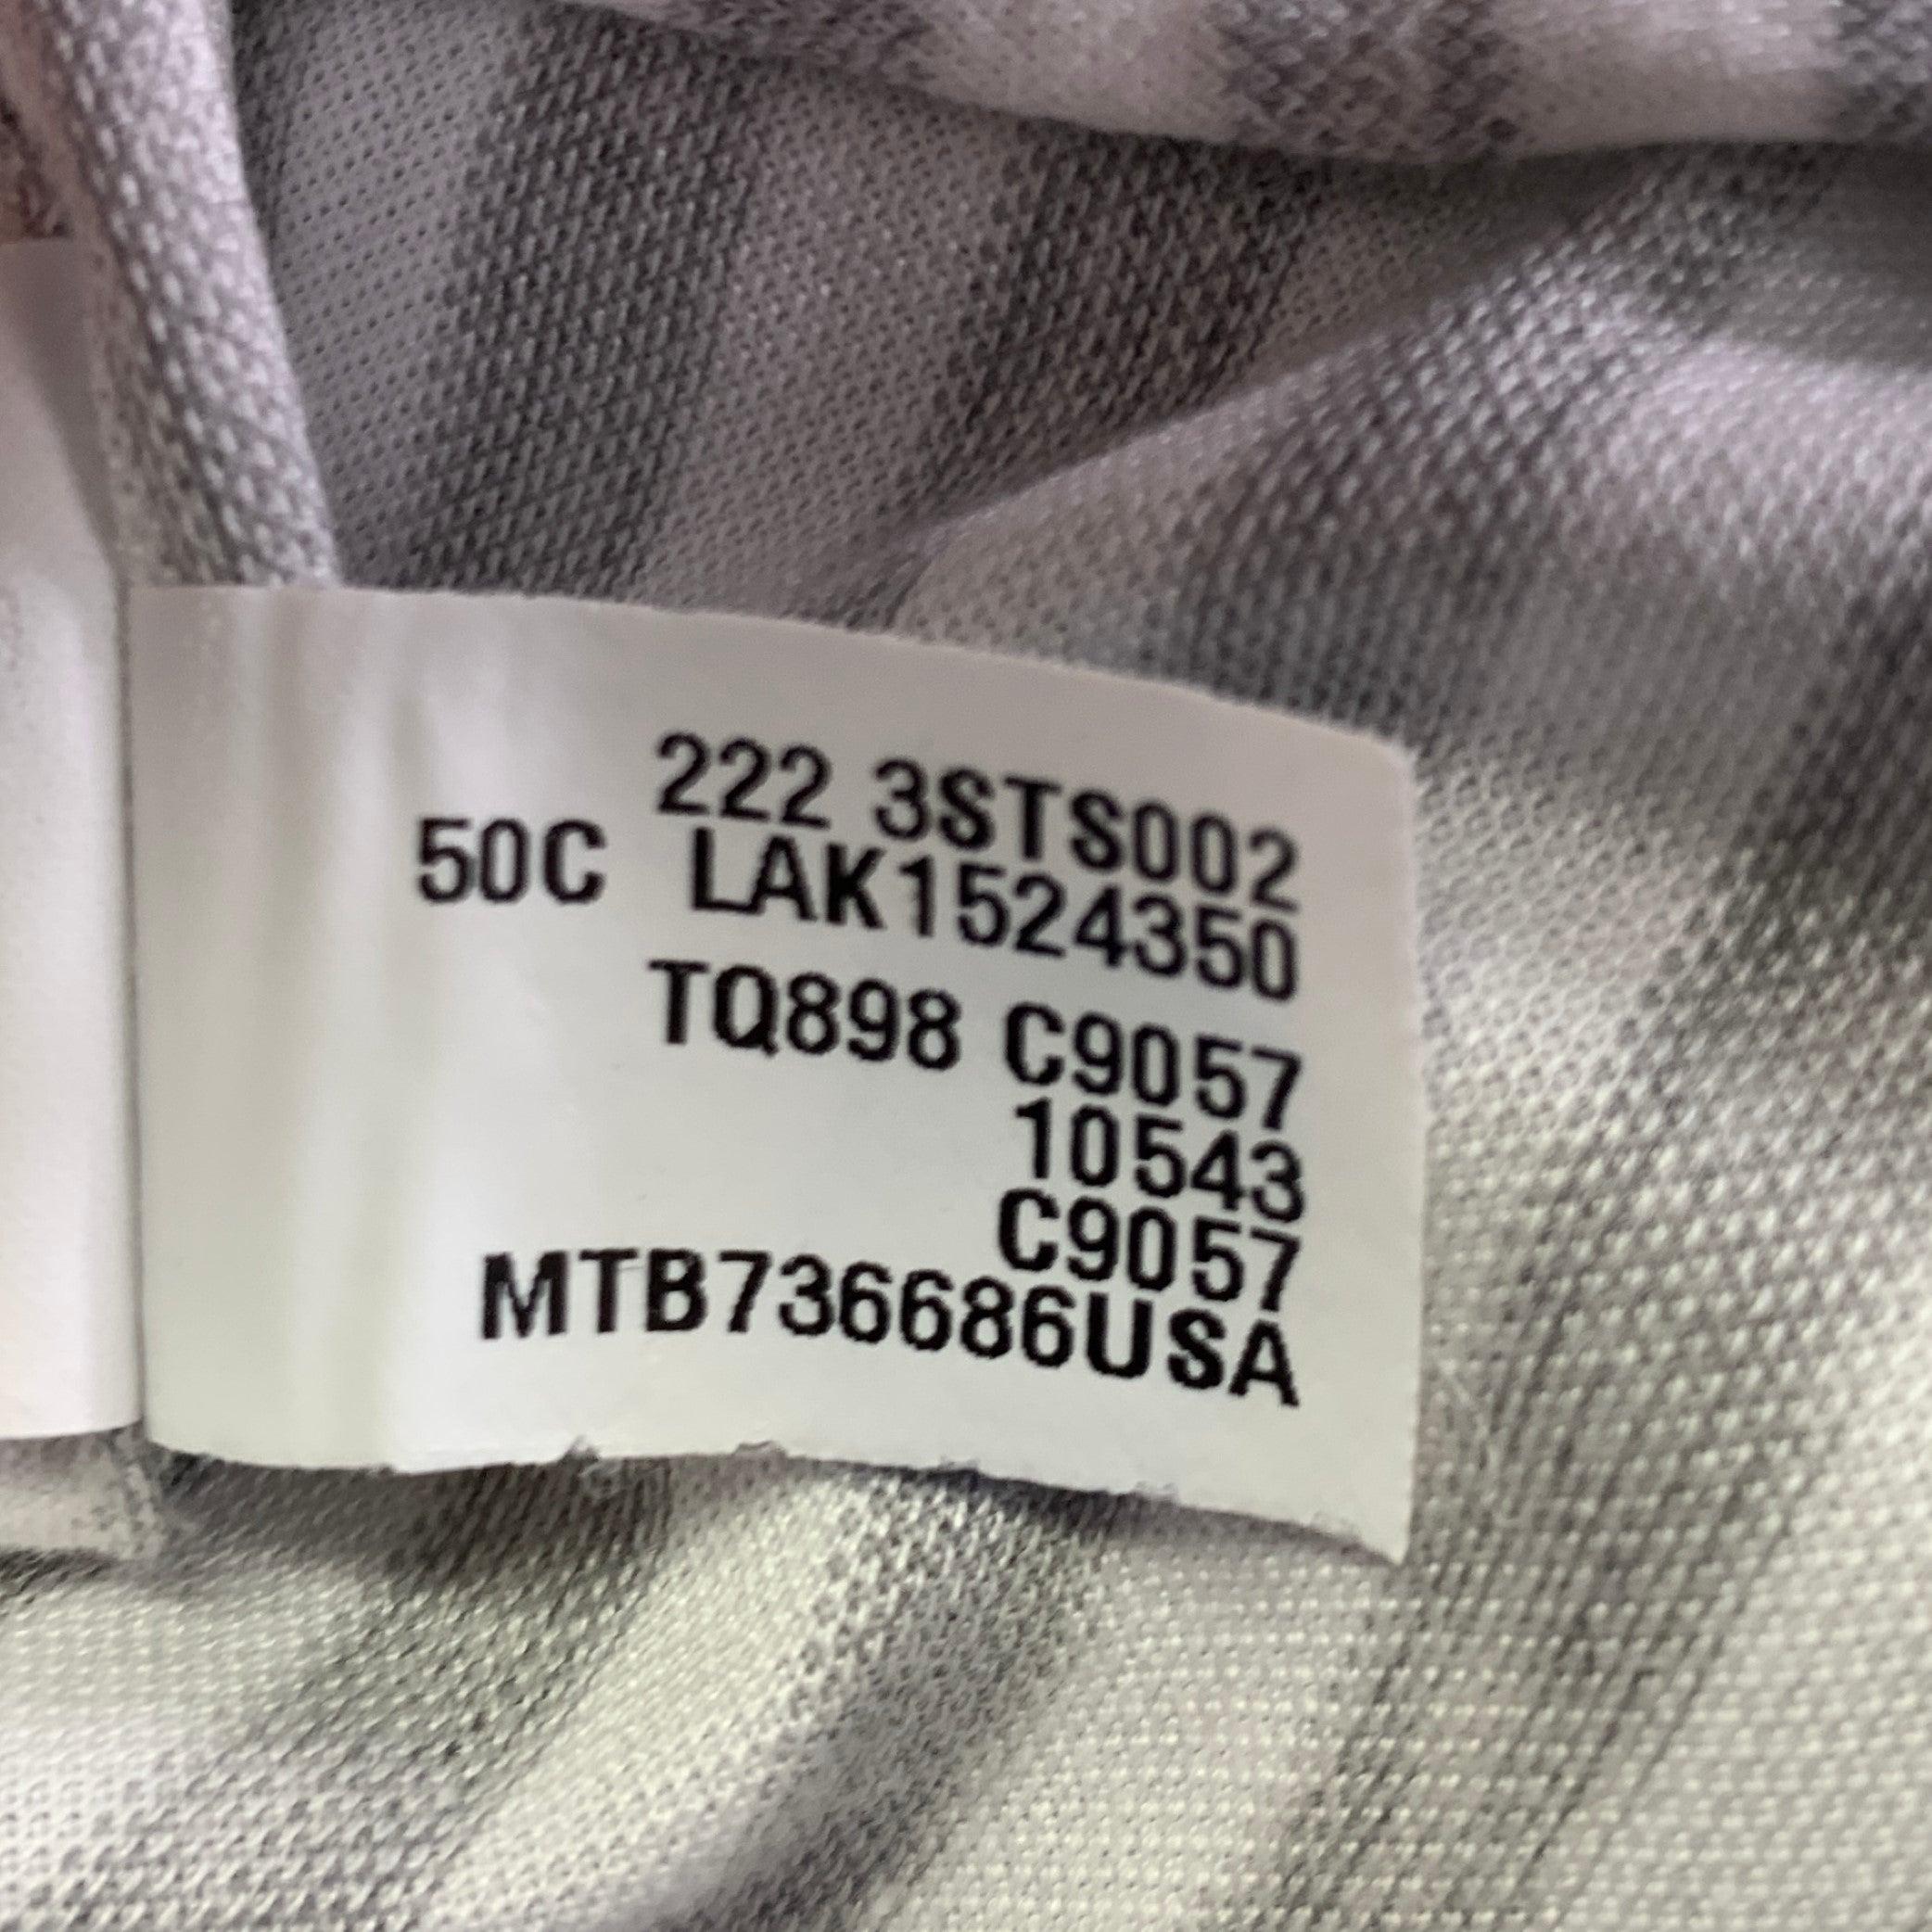 222 3STS002
50C LAK1524350
TQ898 C9057
10543
C9057
MTB736686USA